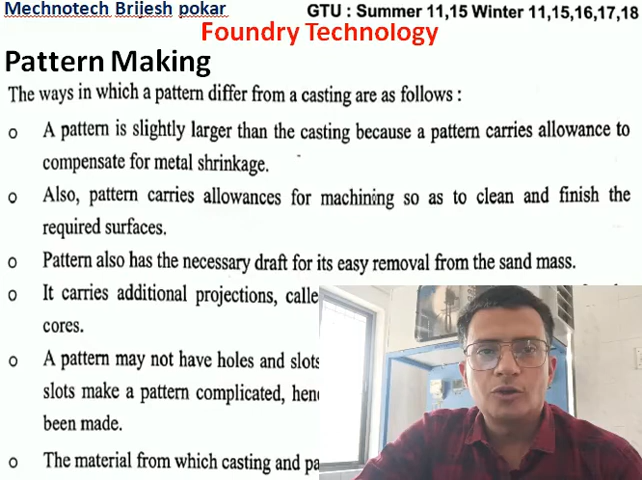 Mechnotech Brijesh pokar
GTU : Summer 11,15 Winter 11,15,16,17,18
Foundry Technology
Pattern Making
The ways in which a pattern differ from a casting are as follows :
o A pattern is slightly larger than the casting because a pattern carries allowance to
compensate for metal shrinkage.
o Also, pattern carries allowances for machining so as to clean and finish the
required surfaces.
o Pattern also has the necessary draft for its easy removal from the sand mass.
o It carries additional projections, calle
cores.
o A pattern may not have holes and slots
slots make a pattern complicated, hen
been made.
o The material from which casting and pa